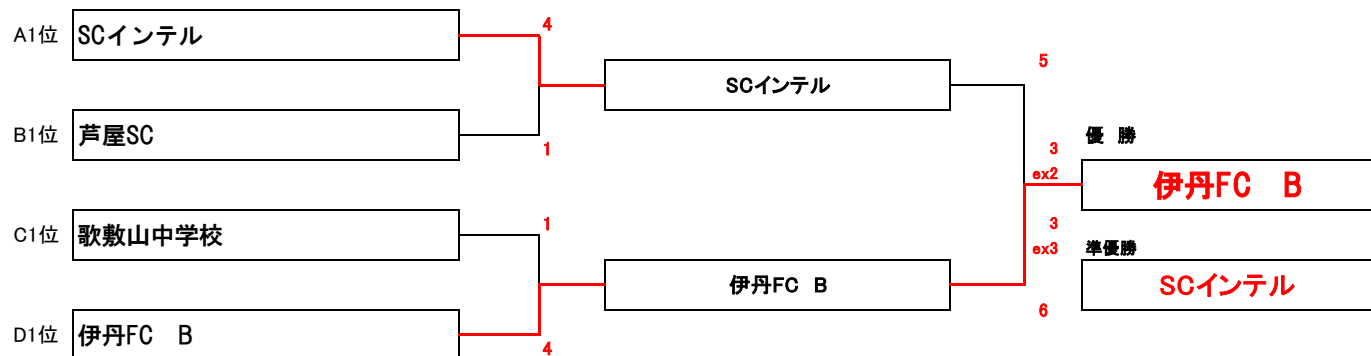 4
A1位 SCインテル
5
SCインテル
B1位 芦屋SC
優 勝
1
3
ex2
伊丹FC B
1
3
C1位 歌敷山中学校
ex3
準優勝
伊丹FC B
SCインテル
6
D1位 伊丹FC B
4